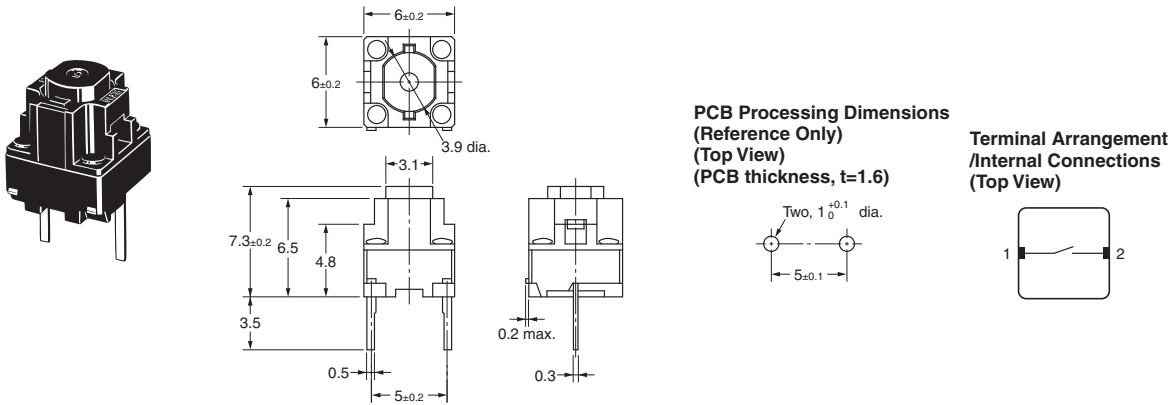 6±0.2
6±0.2
3.9 dia.
3.1
7.3±0.2
6.5
4.8
3.5
0.5
5±0.2
0.2 max.
0.3
PCB Processing Dimensions
(Reference Only)
(Top View)
(PCB thickness, t=1.6)
Two, 1 +0.1 0 dia.
5±0.1
Terminal Arrangement
/Internal Connections
(Top View)
1
2